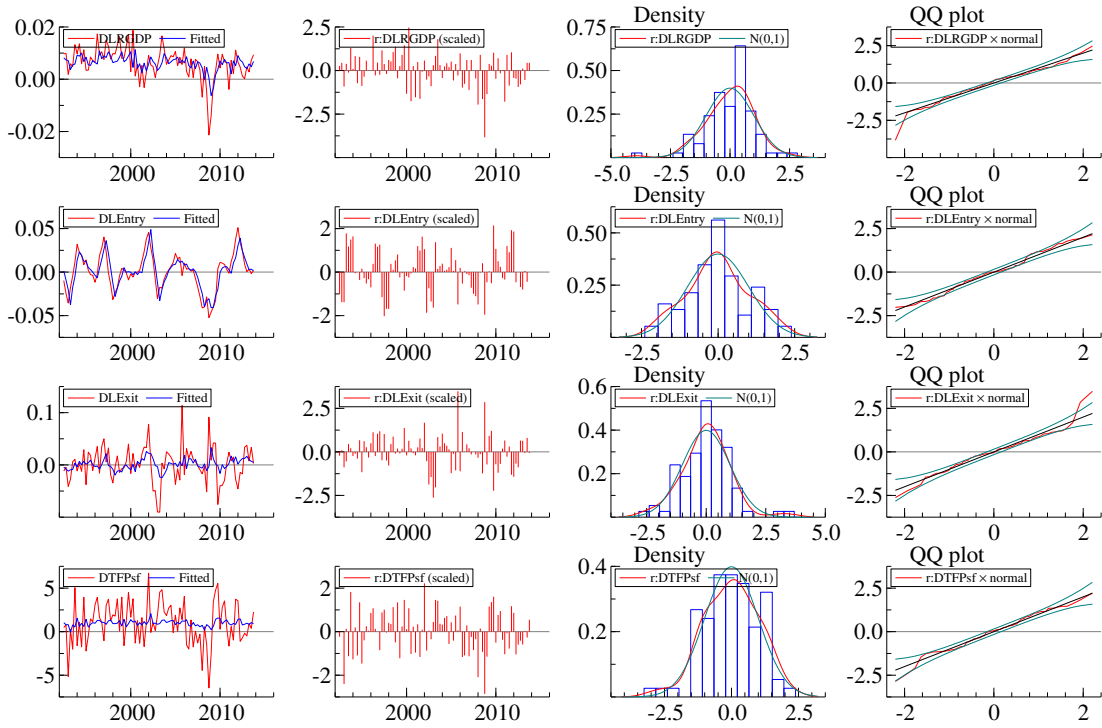 Density QQ plot
0.02 DLRGDP Fitted 2.5 r:DLRGDP (scaled) 0.75 r:DLRGDP N(0,1) 2.5 r:DLRGDP × normal
0.00 0.0 0.50 0.0
-0.02 -2.5 0.25 -2.5
2000 2010 2000 2010 -5.0 -2.5 0.0 2.5 -2 0 2
Density QQ plot
0.05 DLEntry Fitted 2 r:DLEntry (scaled) 0.50 r:DLEntry N(0,1) 2.5 r:DLEntry × normal
0.00 0 0.25 0.0
-0.05 -2 -2.5
2000 2010 2000 2010 -2.5 0.0 2.5 -2 0 2
Density QQ plot
0.1 DLExit Fitted 2.5 r:DLExit (scaled) 0.6 r:DLExit N(0,1) 2.5 r:DLExit × normal
0.0 0.0 0.4 0.0
-2.5 0.2 -2.5
2000 2010 2000 2010 -2.5 0.0 2.5 5.0 -2 0 2
Density QQ plot
5 DTFPsf Fitted 2 r:DTFPsf (scaled) 0.4 r:DTFPsf N(0,1) 2.5 r:DTFPsf × normal
0 0 0.2 0.0
-5 -2 -2.5
2000 2010 2000 2010 -2.5 0.0 2.5 -2 0 2